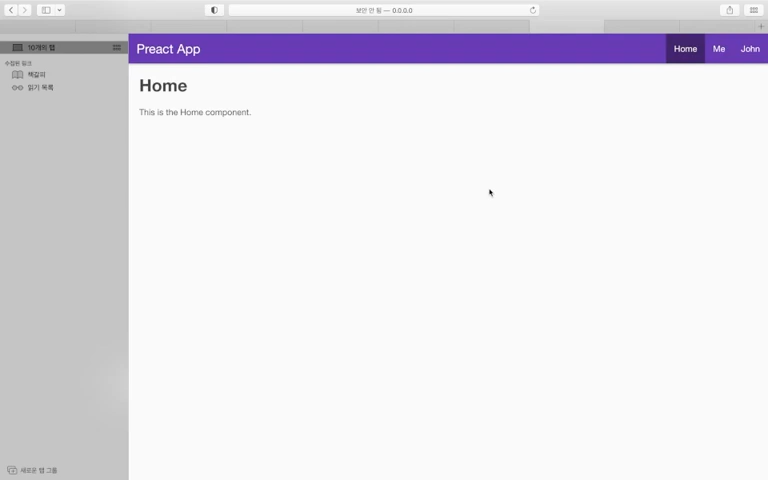 보안 안 됨 — 0.0.0.0
10개의 탭
수집된 링크
책갈피
읽기 목록
새로운 탭 그룹
Preact App
Home
Me
John
Home
This is the Home component.